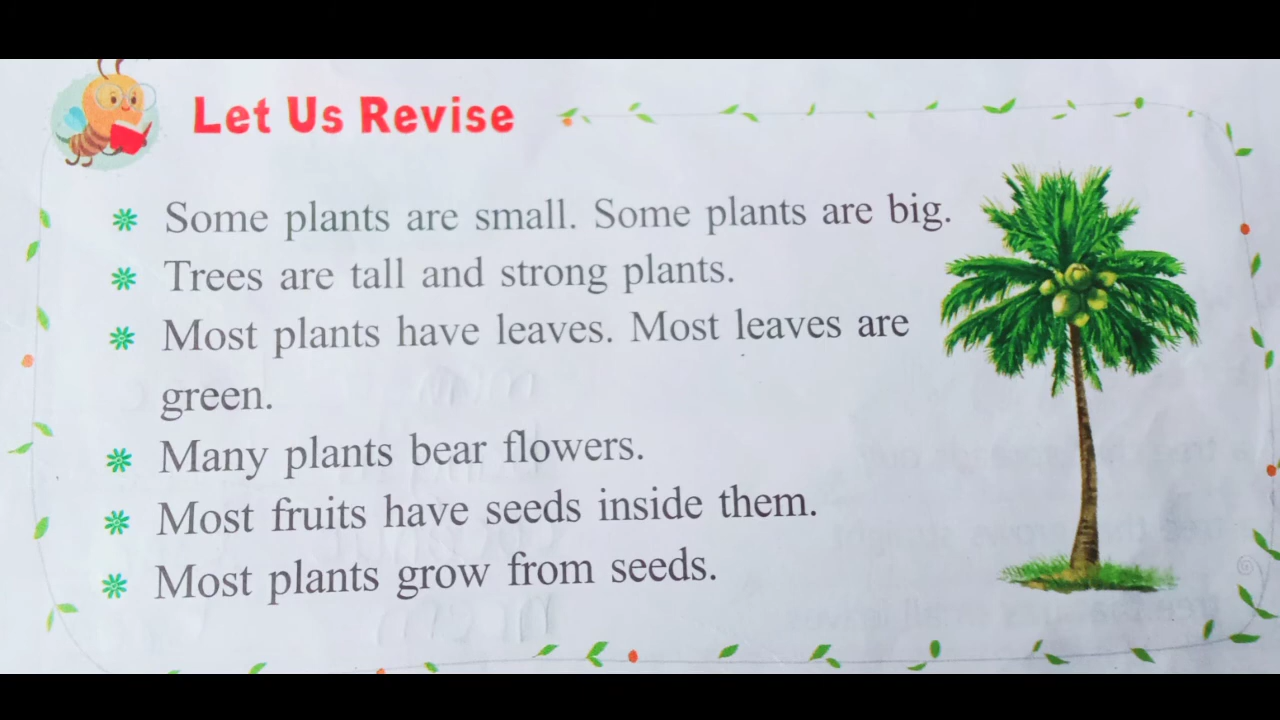 Let Us Revise
Some plants are small. Some plants are big.
Trees are tall and strong plants.
Most plants have leaves. Most leaves are
green.
Many plants bear flowers.
Most fruits have seeds inside them.
Most plants grow from seeds.